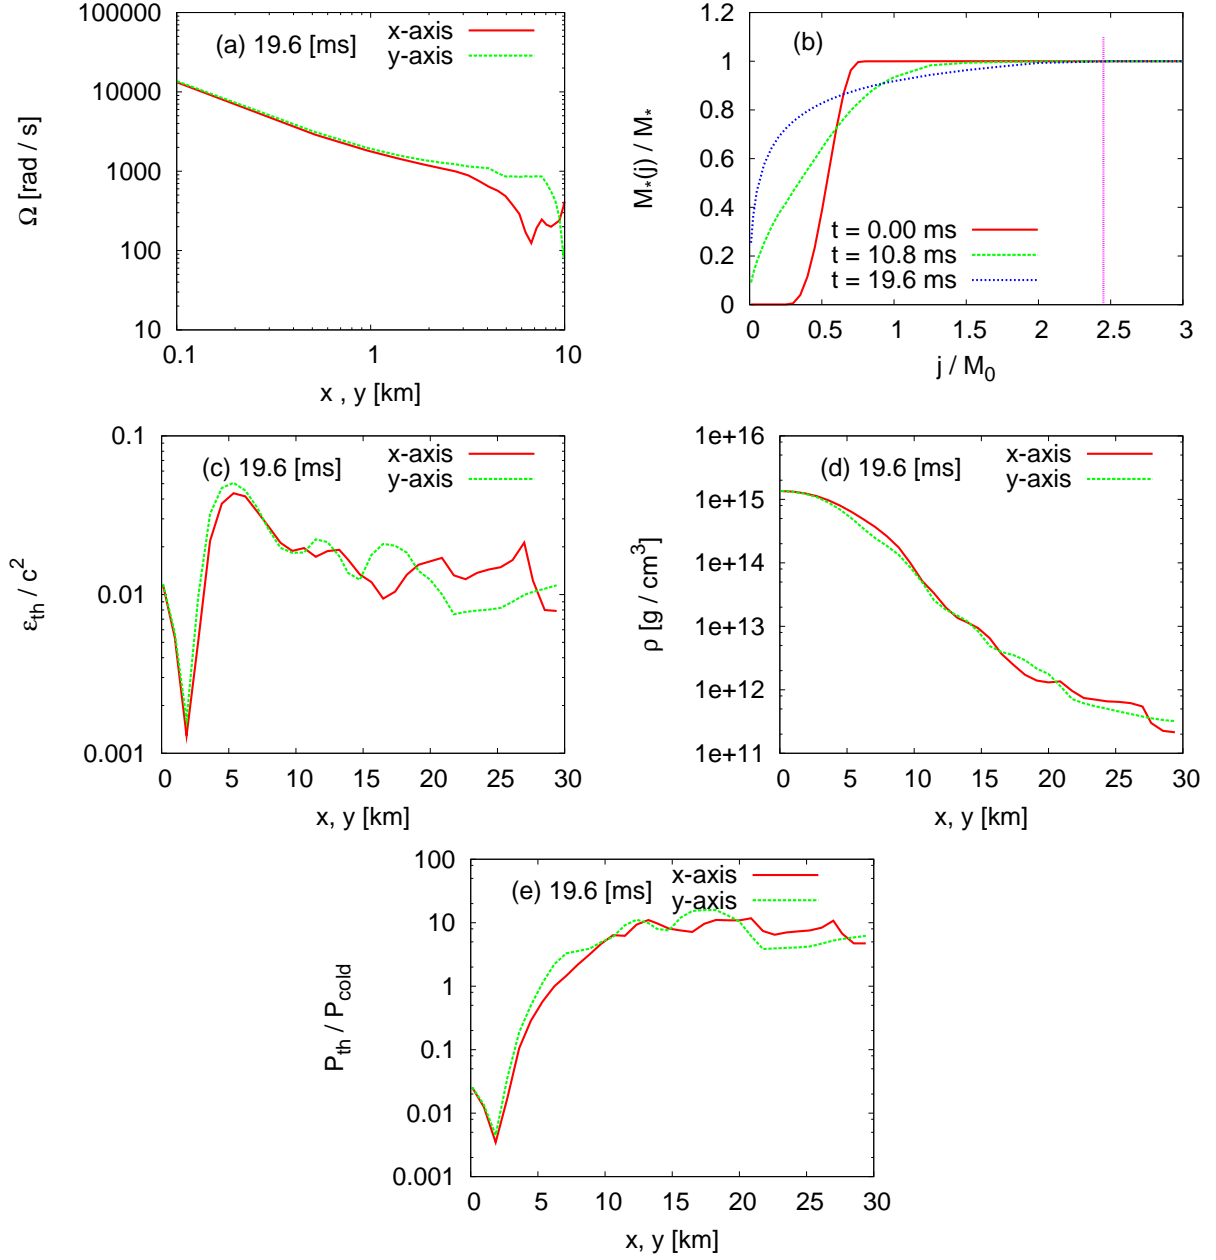 100000
10000
1000
100
10
Ω [rad / s]
(a) 19.6 [ms]
x-axis
y-axis
0.1
1
10
x , y [km]
1.2
1
0.8
0.6
0.4
0.2
0
M*(j) / M*
(b)
t = 0.00 ms
t = 10.8 ms
t = 19.6 ms
0
0.5
1
1.5
2
2.5
3
j / M0
0.1
0.01
0.001
εth / c2
(c) 19.6 [ms]
x-axis
y-axis
0
5
10
15
20
25
30
x, y [km]
1e+16
1e+15
1e+14
1e+13
1e+12
1e+11
ρ [g / cm3]
(d) 19.6 [ms]
x-axis
y-axis
0
5
10
15
20
25
30
x, y [km]
100
10
1
0.1
0.01
0.001
Pth / Pcold
(e) 19.6 [ms]
x-axis
y-axis
0
5
10
15
20
25
30
x, y [km]